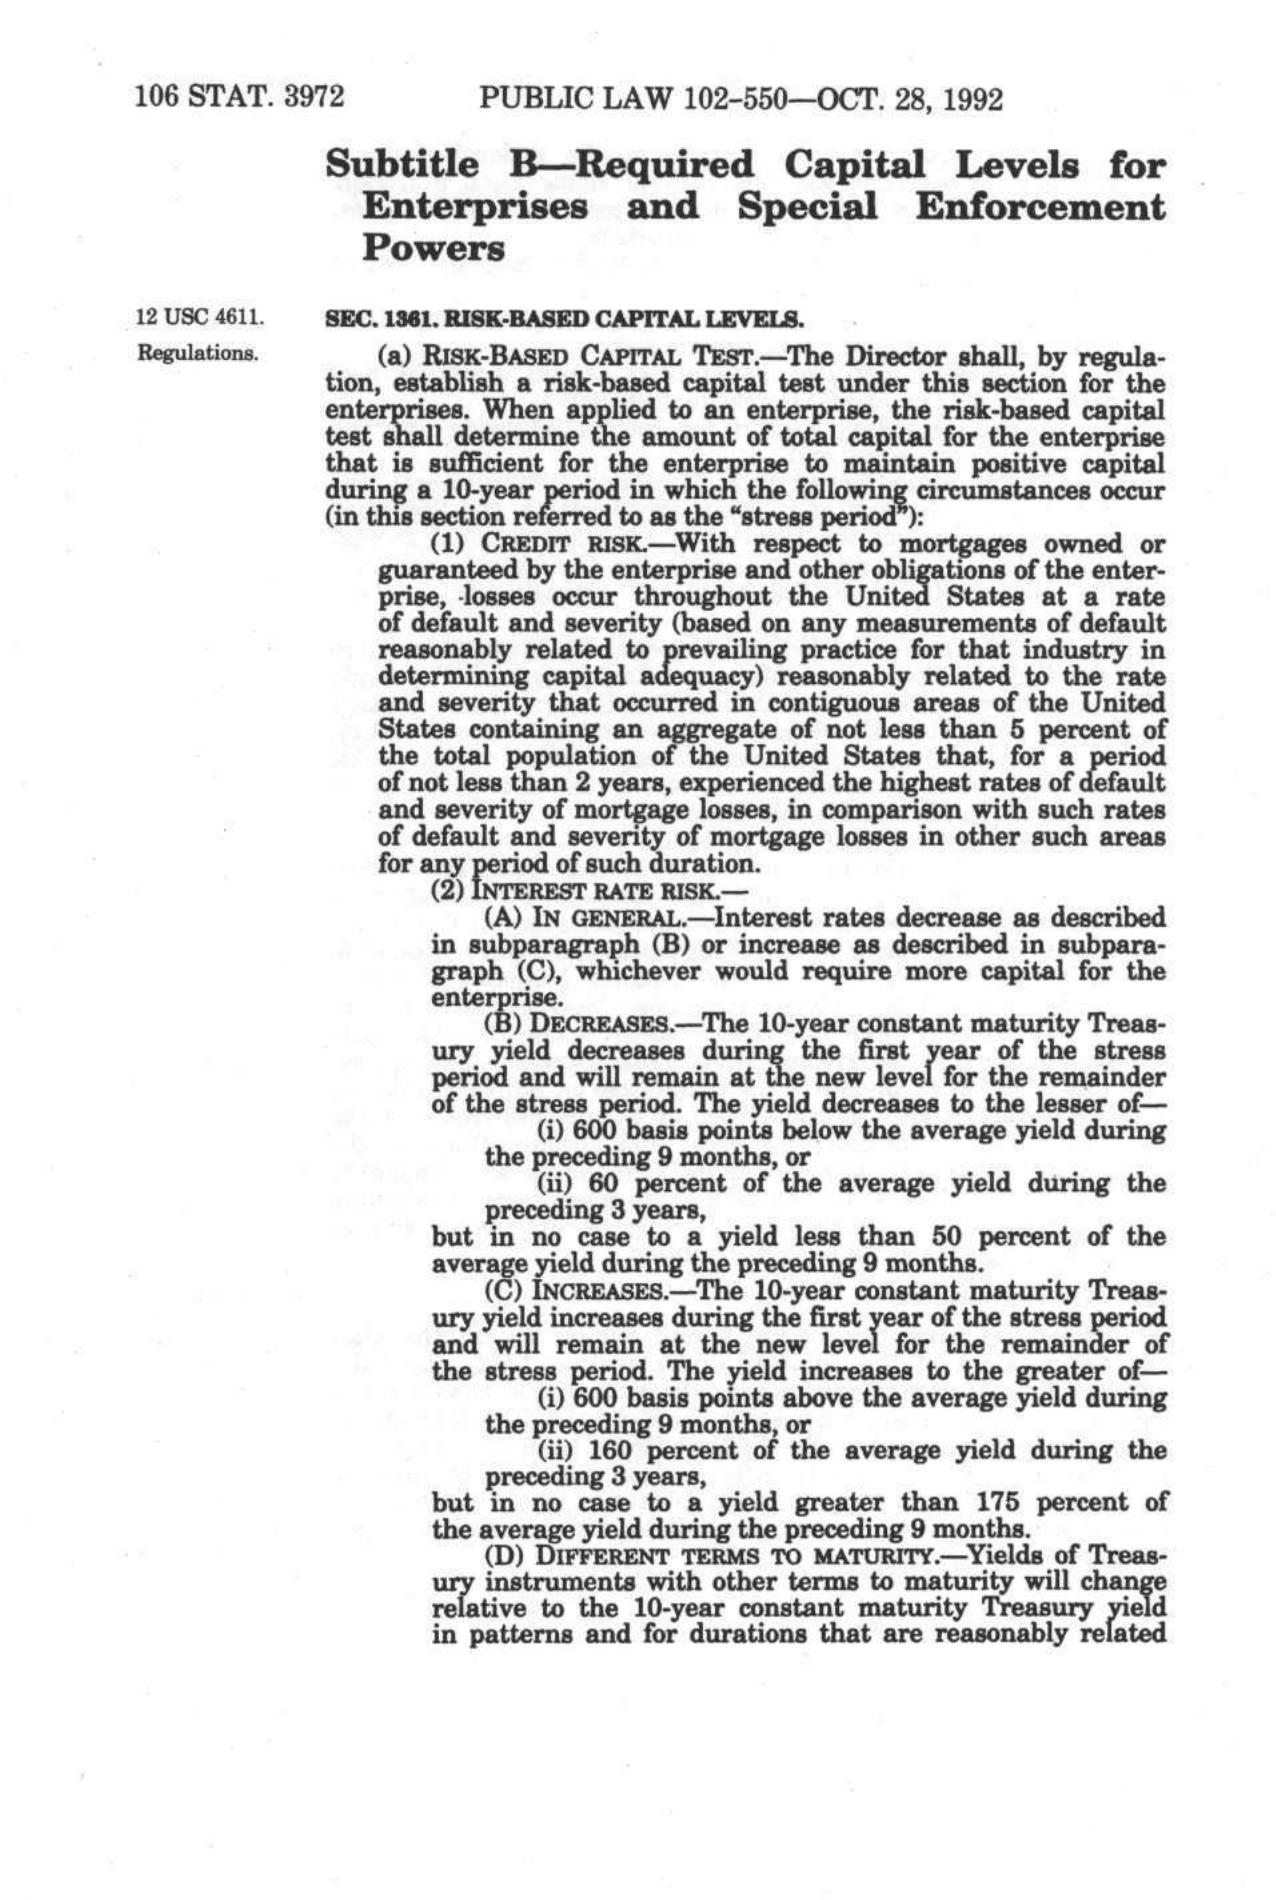 106 STAT. 3972
PUBLIC LAW 102-550—OCT. 28, 1992
Subtitle B—Required Capital Levels for
Enterprises and Special Enforcement
Powers
12 USC 4611.
SEC. 1361. RISK-BASED CAPITAL LEVELS.
Regulations.
(a) RISK-BASED CAPITAL TEST.—The Director shall, by regula-
tion, establish a risk-based capital test under this section for the
enterprises. When applied to an enterprise, the risk-based capital
test shall determine the amount of total capital for the enterprise
that is sufficient for the enterprise to maintain positive capital
during a 10-year period in which the following circumstances occur
(in this section referred to as the "stress period"):
(1) CREDIT RISK.—With respect to mortgages owned or
guaranteed by the enterprise and other obligations of the enter-
prise, losses occur throughout the United States at a rate
of default and severity (based on any measurements of default
reasonably related to prevailing practice for that industry in
determining capital adequacy) reasonably related to the rate
and severity that occurred in contiguous areas of the United
States containing an aggregate of not less than 5 percent of
the total population of the United States that, for a period
of not less than 2 years, experienced the highest rates of default
and severity of mortgage losses, in comparison with such rates
of default and severity of mortgage losses in other such areas
for any period of such duration.
(2) INTEREST RATE RISK.—
(A) IN GENERAL.—Interest rates decrease as described
in subparagraph (B) or increase as described in subpara-
graph (C), whichever would require more capital for the
enterprise.
(B) DECREASES.—The 10-year constant maturity Treas-
ury yield decreases during the first year of the stress
period and will remain at the new level for the remainder
of the stress period. The yield decreases to the lesser of—
(i) 600 basis points below the average yield during
the preceding 9 months, or
(ii) 60 percent of the average yield during the
preceding 3 years,
but in no case to a yield less than 50 percent of the
average yield during the preceding 9 months.
(C) INCREASES.—The 10-year constant maturity Treas-
ury yield increases during the first year of the stress period
and will remain at the new level for the remainder of
the stress period. The yield increases to the greater of—
(i) 600 basis points above the average yield during
the preceding 9 months, or
(ii) 160 percent of the average yield during the
preceding 3 years,
but in no case to a yield greater than 175 percent of
the average yield during the preceding 9 months.
(D) DIFFERENT TERMS TO MATURITY.—Yields of Treas-
ury instruments with other terms to maturity will change
relative to the 10-year constant maturity Treasury yield
in patterns and for durations that are reasonably related